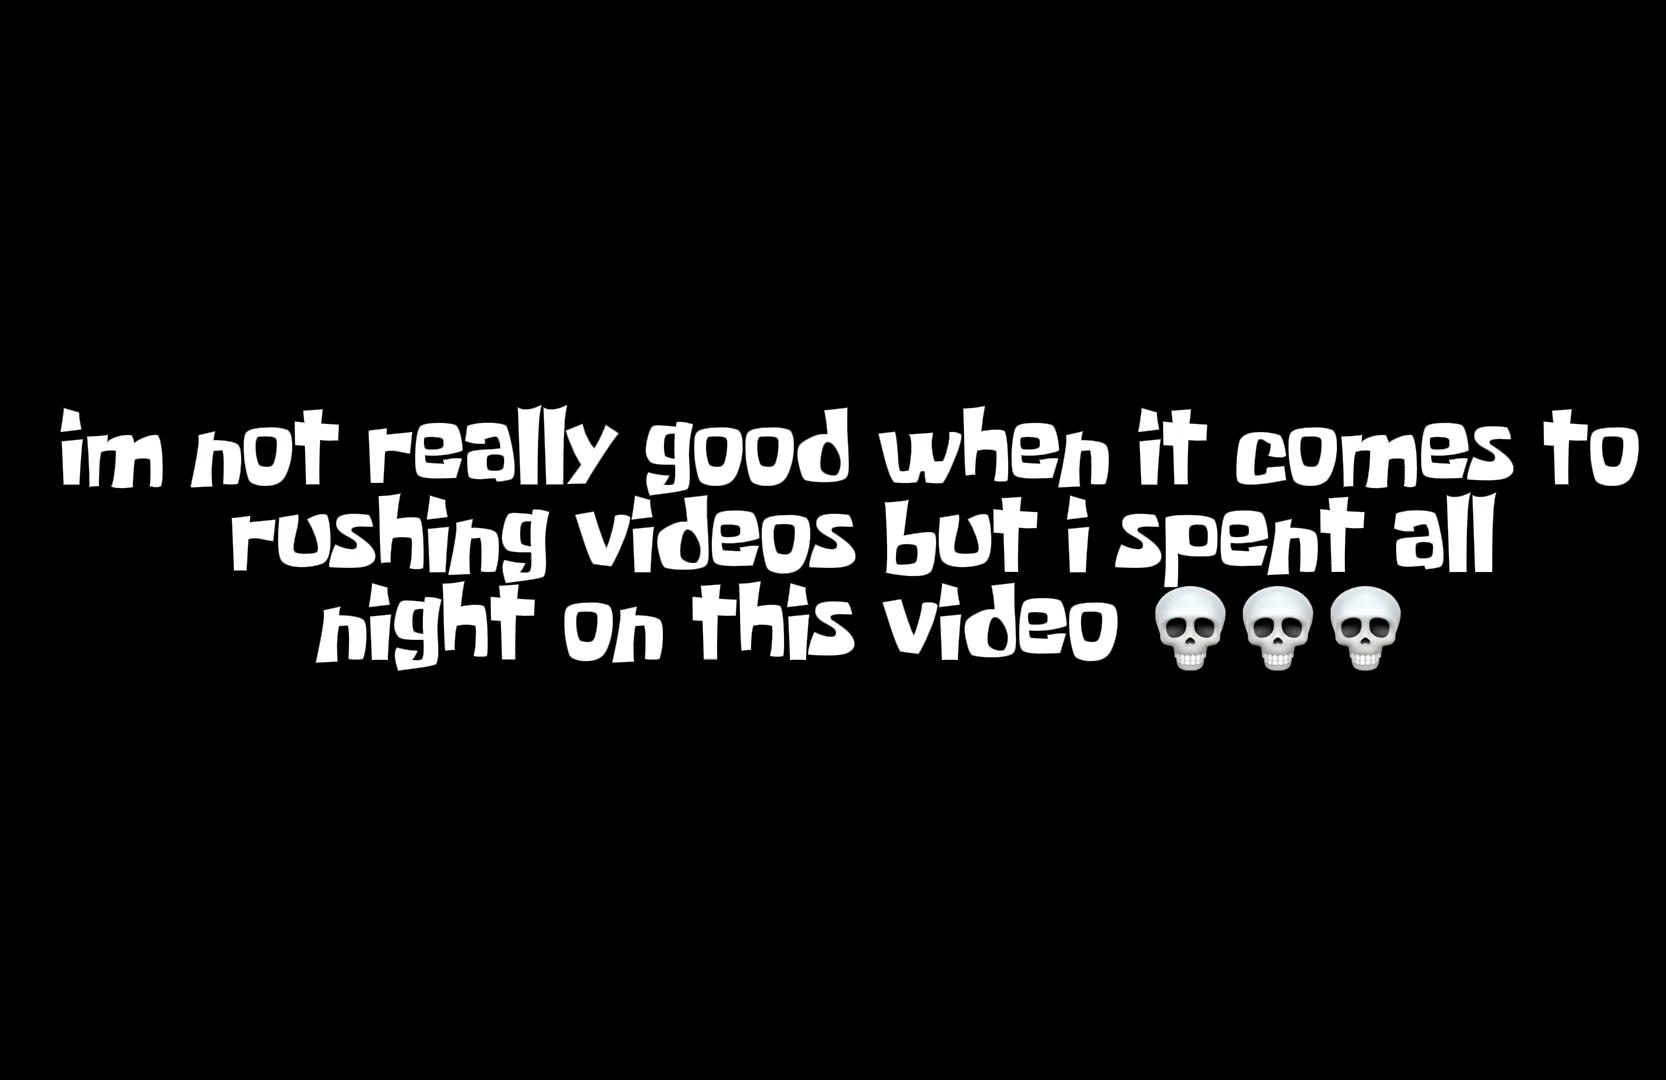 im not really good when it comes to
rushing videos but i spent all
night on this video 💀💀💀